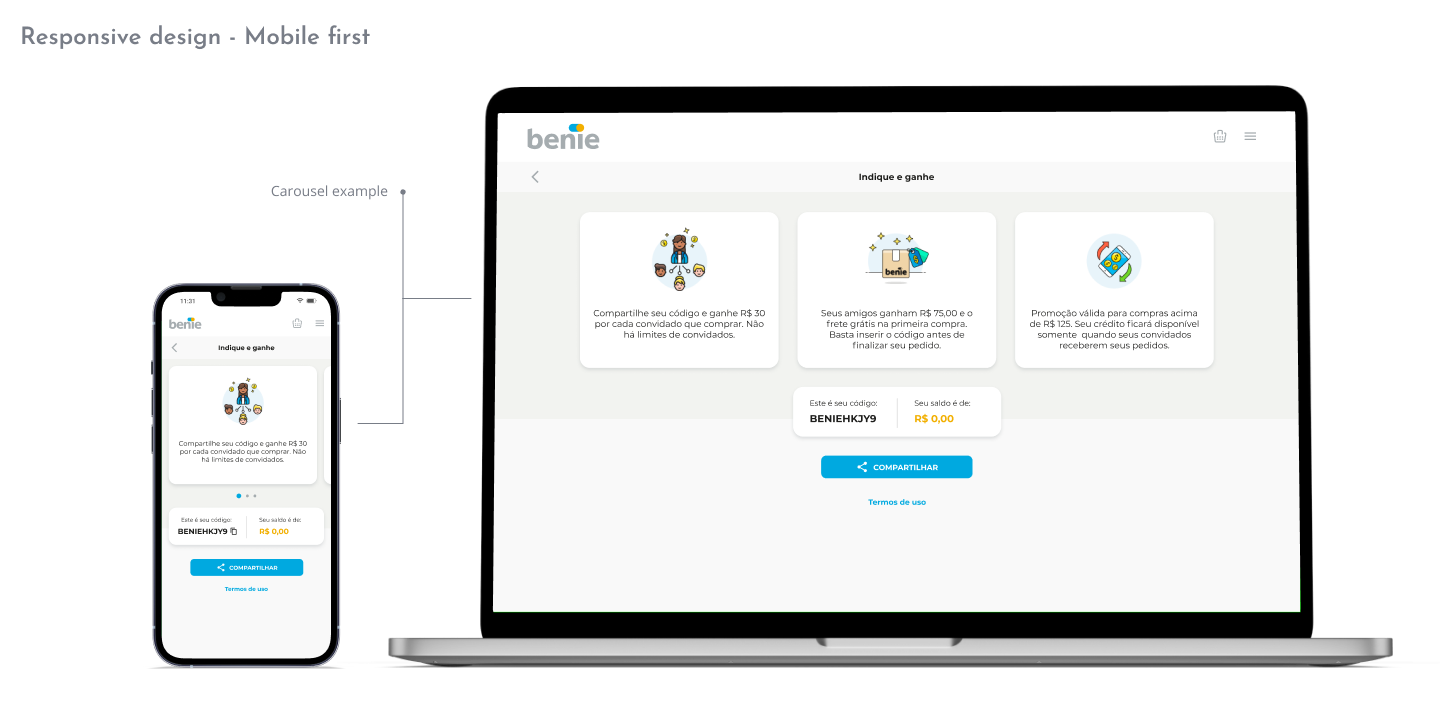 Responsive design - Mobile first
Carousel example
11:31
benie
Indique e ganhe
Compartilhe seu código e ganhe R$ 30
por cada convidado que comprar. Não
há limites de convidados.
Este é seu código:
BENIEHKJY9
Seu saldo é de:
R$ 0,00
COMPARTILHAR
Termos de uso
benie
Indique e ganhe
Compartilhe seu código e ganhe R$ 30
por cada convidado que comprar. Não
há limites de convidados.
benie
Seus amigos ganham R$ 75,00 e o
frete grátis na primeira compra.
Basta inserir o código antes de
finalizar seu pedido.
Promoção válida para compras acima
de R$ 125. Seu crédito ficará disponível
somente  quando seus convidados
receberem seus pedidos.
Este é seu código:
BENIEHKJY9
Seu saldo é de:
R$ 0,00
COMPARTILHAR
Termos de uso